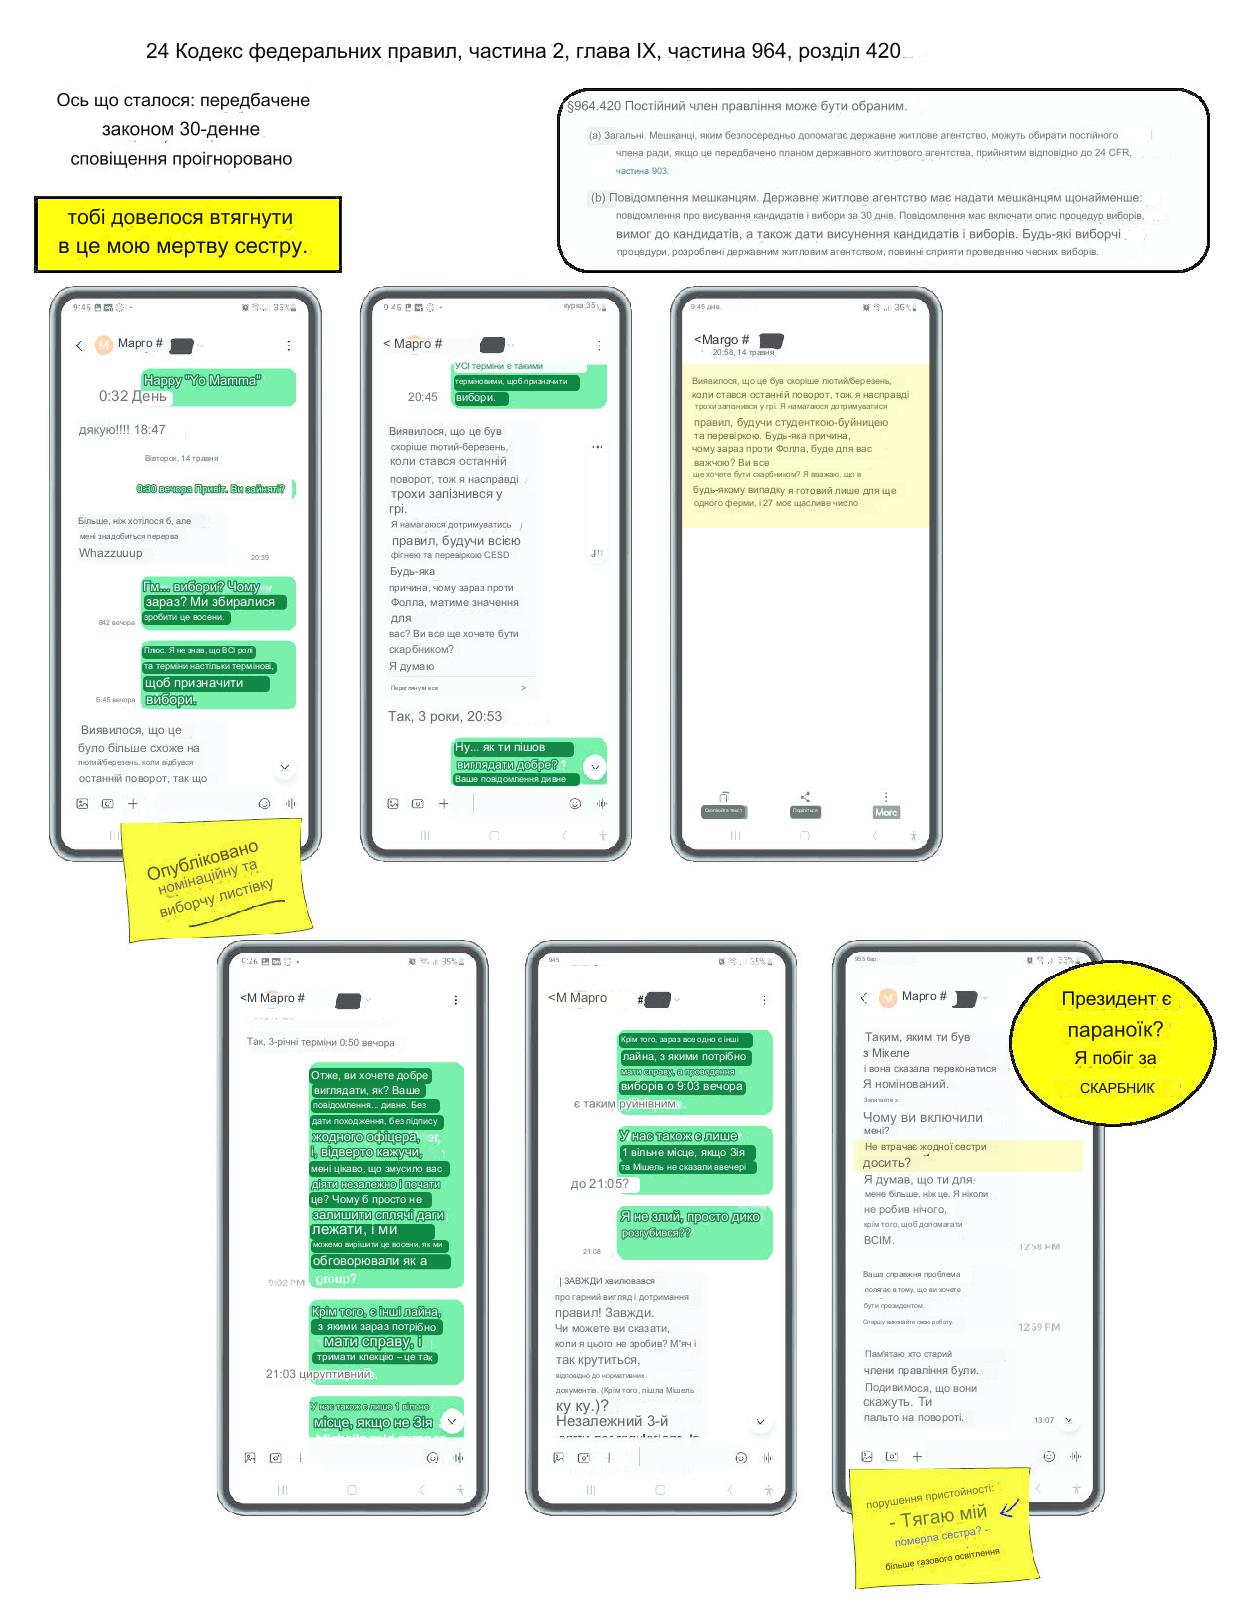 24 Кодекс федеральних правил, частина 2, глава IX, частина 964, розділ 420
Ось що сталося: передбачене
законом 30-денне
сповіщення проігноровано
§964.420 Постійний член правління може бути обраним.
(a) Загальні. Мешканці, яким безпосередньо допомагає державне житлове агентство, можуть обирати постійного
члена ради, якщо це передбачено планом державного житлового агентства, прийнятим відповідно до 24 CFR,
частина 903.
(b) Повідомлення мешканцям. Державне житлове агентство має надати мешканцям щонайменше:
повідомлення про висування кандидатів і вибори за 30 днів. Повідомлення має включати опис процедур виборів,
вимог до кандидатів, а також дати висунення кандидатів і виборів. Будь-які виборчі
процедури, розроблені державним житловим агентством, повинні сприяти проведенню чесних виборів.
тобі довелося втягнути
в це мою мертву сестру.
9:45 35%
Марго #
Happy "Yo Mamma"
0:32 День
дякую!!!! 18:47
Вівторок, 14 травня
0:30 вечора Привіт. Ви зайняті?
Більше, ніж хотілося б, але
мені знадобиться перерва
Whazzuuup
20:39
Гм... вибори? Чому
зараз? Ми збиралися
зробити це восени.
842 вечора
Плюс. Я не знав, що ВСІ ролі
та терміни настільки термінові,
щоб призначити
вибори.
Б:45 вечора
Виявилося, що це
було більше схоже на
лютий/березень, коли відбувся
останній поворот, так що
9 45 курка,35
< Марго #
УСІ терміни є такими
терміновими, щоб призначити
вибори.
20:45
Виявилося, що це був
скоріше лютий-березень,
коли стався останній
поворот, тож я насправді
трохи запізнився у
грі.
Я намагаюся дотримуватись
правил, будучи всією
фігнею та перевіркою CESD
Будь-яка
причина, чому зараз проти
Фолла, матиме значення
для
вас? Ви все ще хочете бути
скарбником?
Я думаю
Переглянути все >
Так, 3 роки, 20:53
Ну... як ти пішов
виглядати добре? ?
Ваше повідомлення дивне
9:45 днів. 35%
<Margo #
20:58, 14 травня
Виявилося, що це був скоріше лютий/березень,
коли стався останній поворот, тож я насправді
трохи запізнився у грі. Я намагаюся дотримуватися
правил, будучи студенткою-буйницею
та перевіркою. Будь-яка причина,
чому зараз проти Фолла, буде для вас
важчою? Ви все
ще хочете бути скарбником? Я вважаю, що в
будь-якому випадку я готовий лише для ще
одного ферми, і 27 моє щасливе число
Скопіюйте текст Поділіться More
Опубліковано
номінаційну та
виборчу листівку
9:46 35%
<М Марго #
Так, 3-річні терміни 0:50 вечора
Отже, ви хочете добре
виглядати, як? Ваше
повідомлення... дивне. Без
дати походження, без підпису
жодного офіцера,
і, відверто кажучи,
мені цікаво, що змусило вас
діяти незалежно і почати
це? Чому б просто не
залишити сплячі даги
лежати, і ми
можемо вирішити це восени, як ми
обговорювали як а
group?
9:02 PM
Крім того, є інші лайна,
з якими зараз потрібно
мати справу, і
тримати клекцію – це так
21:03 цируптивний.
У нас також є лише 1 вільне
місце, якщо не Зія
945 35%
<М Марго #
Крім того, зараз все одно є інші
лайна, з якими потрібно
мати справу, а проведення
виборів о 9:03 вечора
є таким руйнівним.
У нас також є лише
1 вільне місце, якщо Зія
та Мішель не сказали ввечері
до 21:05?
Я не злий, просто дико
розгубився??
21:08
| ЗАВЖДИ хвилювався
про гарний вигляд і дотримання
правил! Завжди.
Чи можете ви сказати,
коли я цього не зробив? М'яч і
так крутиться,
відповідно до нормативних
документів. (Крім того, пішла Мішель
ку ку.)?
Незалежний 3-й
955 бар. 33%
Марго #
Таким, яким ти був
з Мікеле
і вона сказала переконатися
Я номінований.
Запитайте з.
Чому ви включили
мені?
Не втрачає жодної сестри
досить?
Я думав, що ти для
мене більше, ніж це. Я ніколи
не робив нічого,
крім того, щоб допомагати
ВСІМ.
12:58 PM
Ваша справжня проблема
полягає в тому, що ви хочете
бути президентом.
Спершу виконайте свою роботу.
12:59 PM
Пам'ятаю, хто старий
члени правління були.
Подивимося, що вони
скажуть. Ти
пальто на повороті.
13:07
Президент є
параноїк?
Я побіг за
СКАРБНИК
порушення пристойності:
- Тягаю мій
померла сестра? -
більше газового освітлення